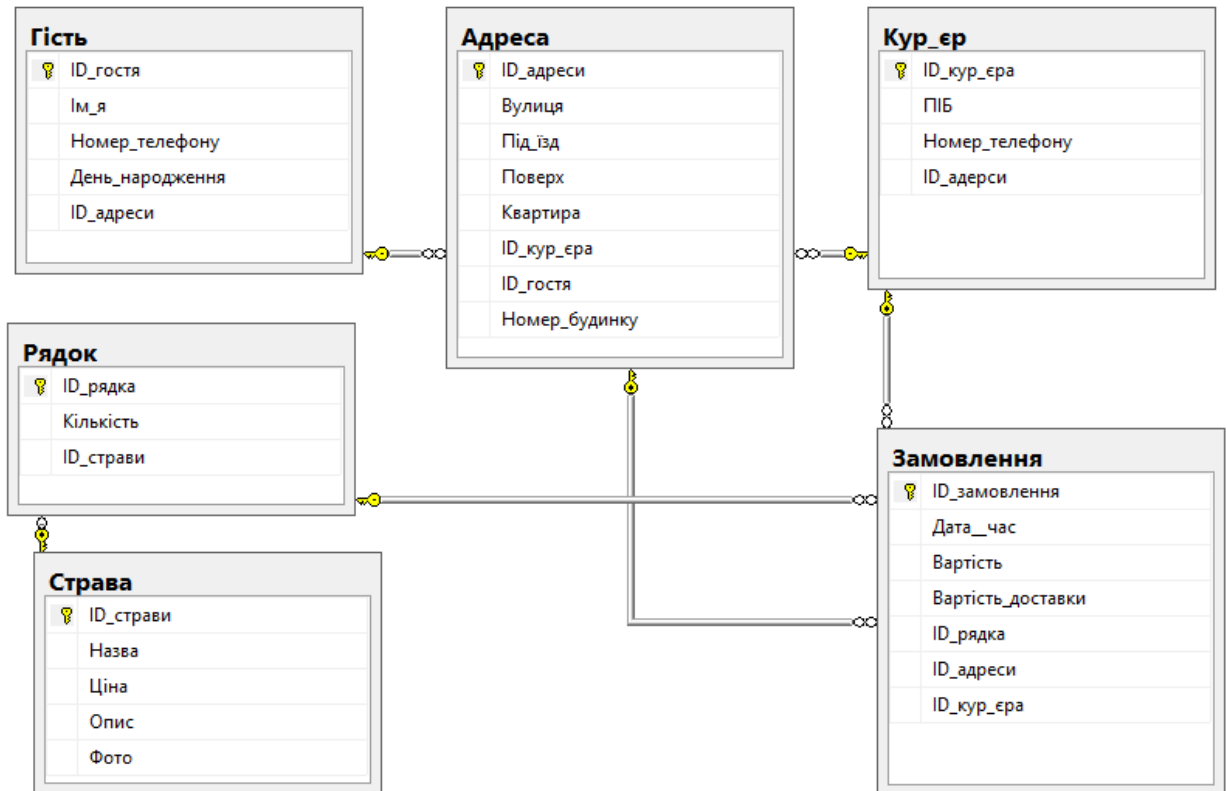 Гість
ID_гостя
Ім_я
Номер_телефону
День_народження
ID_адреси
Адреса
ID_адреси
Вулиця
Під_їзд
Поверх
Квартира
ID_кур_єра
ID_гостя
Номер_будинку
Кур_єр
ID_кур_єра
ПІБ
Номер_телефону
ID_адерси
Рядок
ID_рядка
Кількість
ID_страви
Страва
ID_страви
Назва
Ціна
Опис
Фото
Замовлення
ID_замовлення
Дата__час
Вартість
Вартість_доставки
ID_рядка
ID_адреси
ID_кур_єра